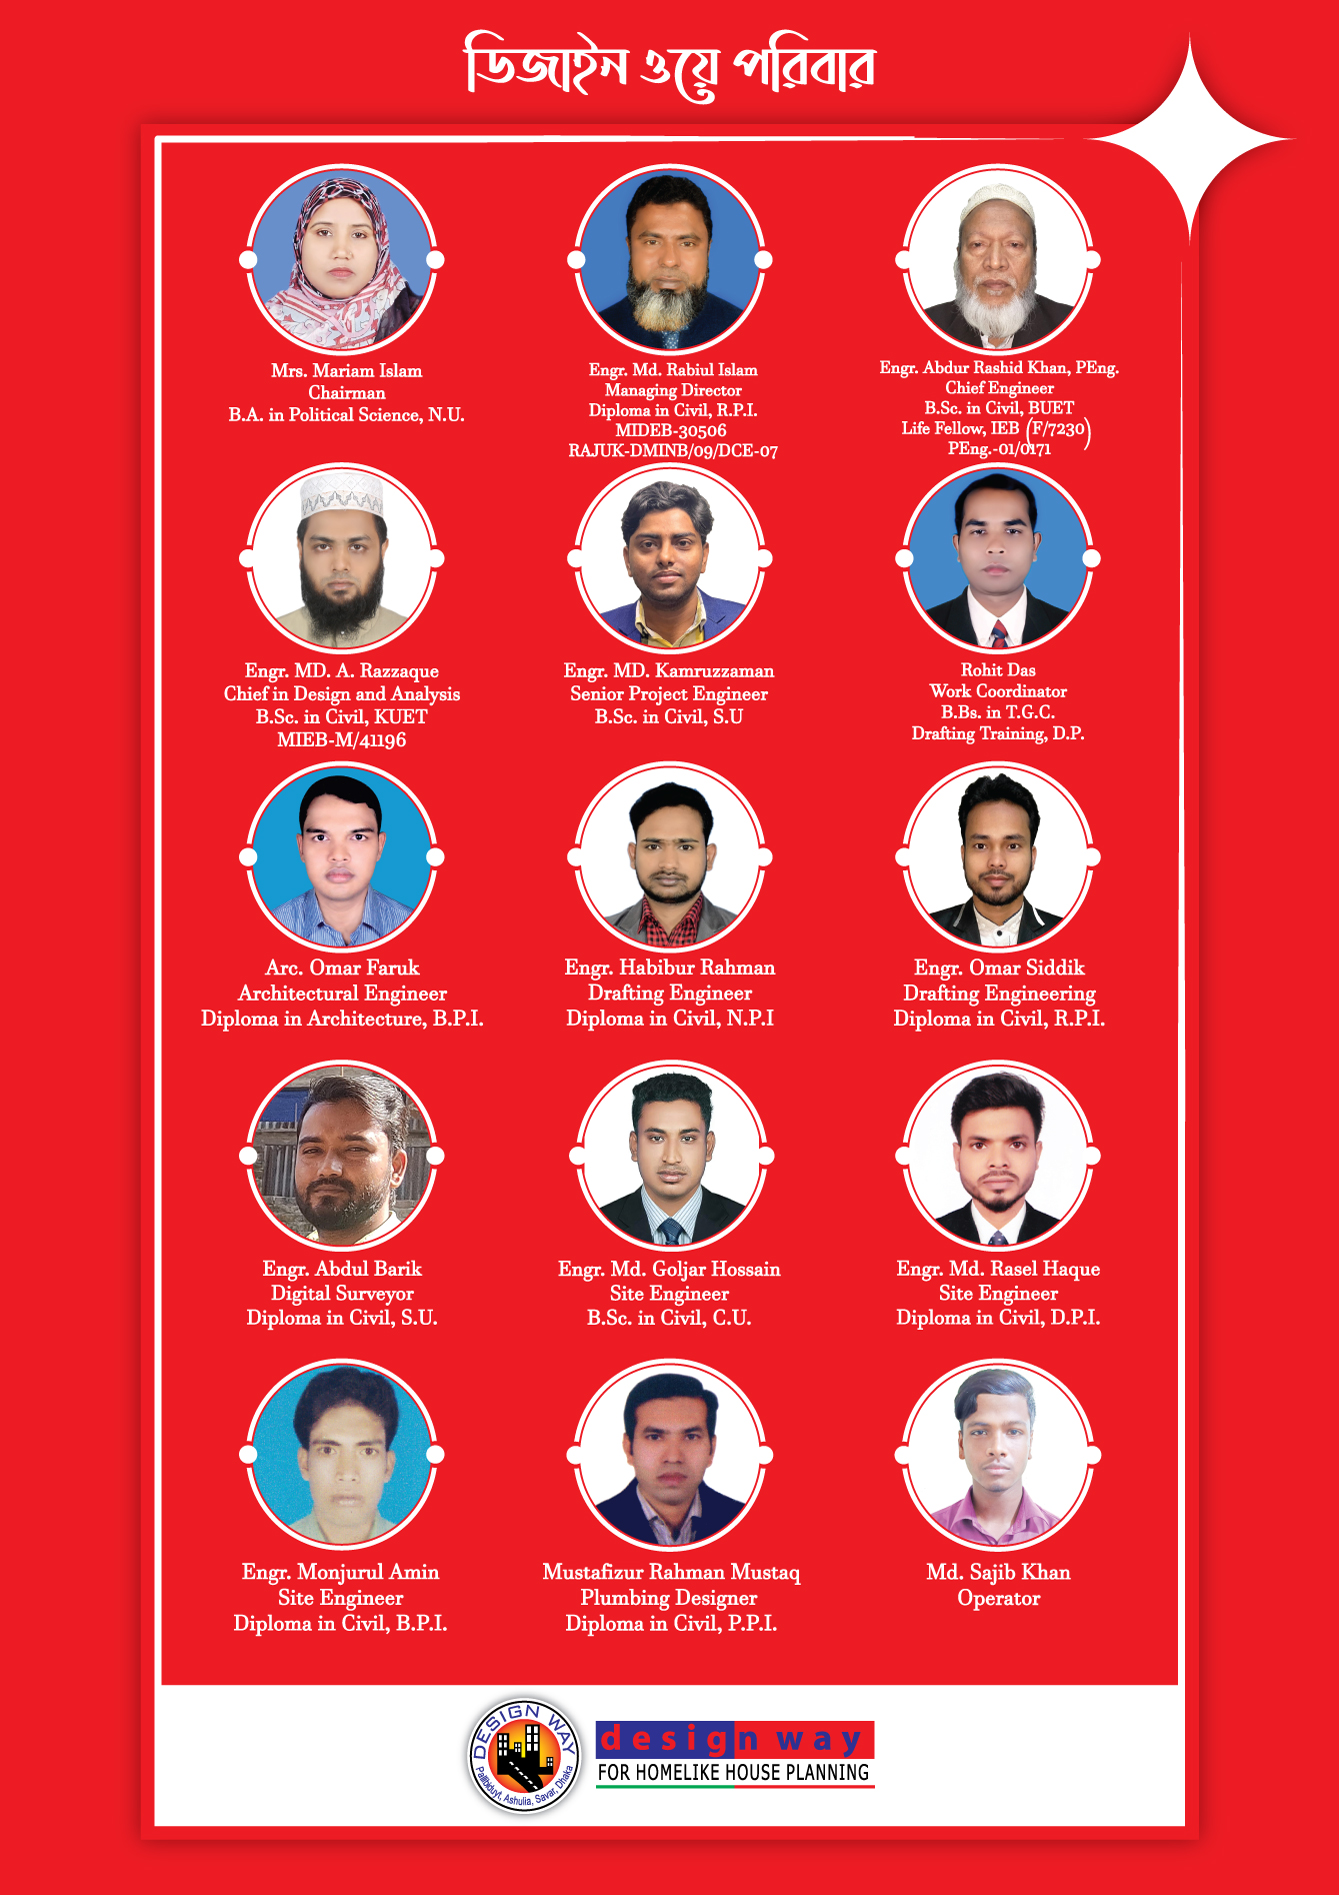 ডিজাইন ওয়ে পরিবার
Mrs. Mariam Islam
Chairman
B.A. in Political Science, N.U.
Engr. Md. Rabiul Islam
Managing Director
Diploma in Civil, R.P.I.
MIDEB-30506
RAJUK-DMINB/09/DCE-07
Engr. Abdur Rashid Khan, PEng.
Chief Engineer
B.Sc. in Civil, BUET
Life Fellow, IEB (F/7230)
PEng.-01/0171
Engr. MD. A. Razzaque
Chief in Design and Analysis
B.Sc. in Civil, KUET
MIEB-M/41196
Engr. MD. Kamruzzaman
Senior Project Engineer
B.Sc. in Civil, S.U
Rohit Das
Work Coordinator
B.Bs. in T.G.C.
Drafting Training, D.P.
Arc. Omar Faruk
Architectural Engineer
Diploma in Architecture, B.P.I.
Engr. Habibur Rahman
Drafting Engineer
Diploma in Civil, N.P.I
Engr. Omar Siddik
Drafting Engineering
Diploma in Civil, R.P.I.
Engr. Abdul Barik
Digital Surveyor
Diploma in Civil, S.U.
Engr. Md. Goljar Hossain
Site Engineer
B.Sc. in Civil, C.U.
Engr. Md. Rasel Haque
Site Engineer
Diploma in Civil, D.P.I.
Engr. Monjurul Amin
Site Engineer
Diploma in Civil, B.P.I.
Mustafizur Rahman Mustaq
Plumbing Designer
Diploma in Civil, P.P.I.
Md. Sajib Khan
Operator
DESIGN WAY
Pallibiduyt, Ashulia, Savar, Dhaka
design way
FOR HOMELIKE HOUSE PLANNING